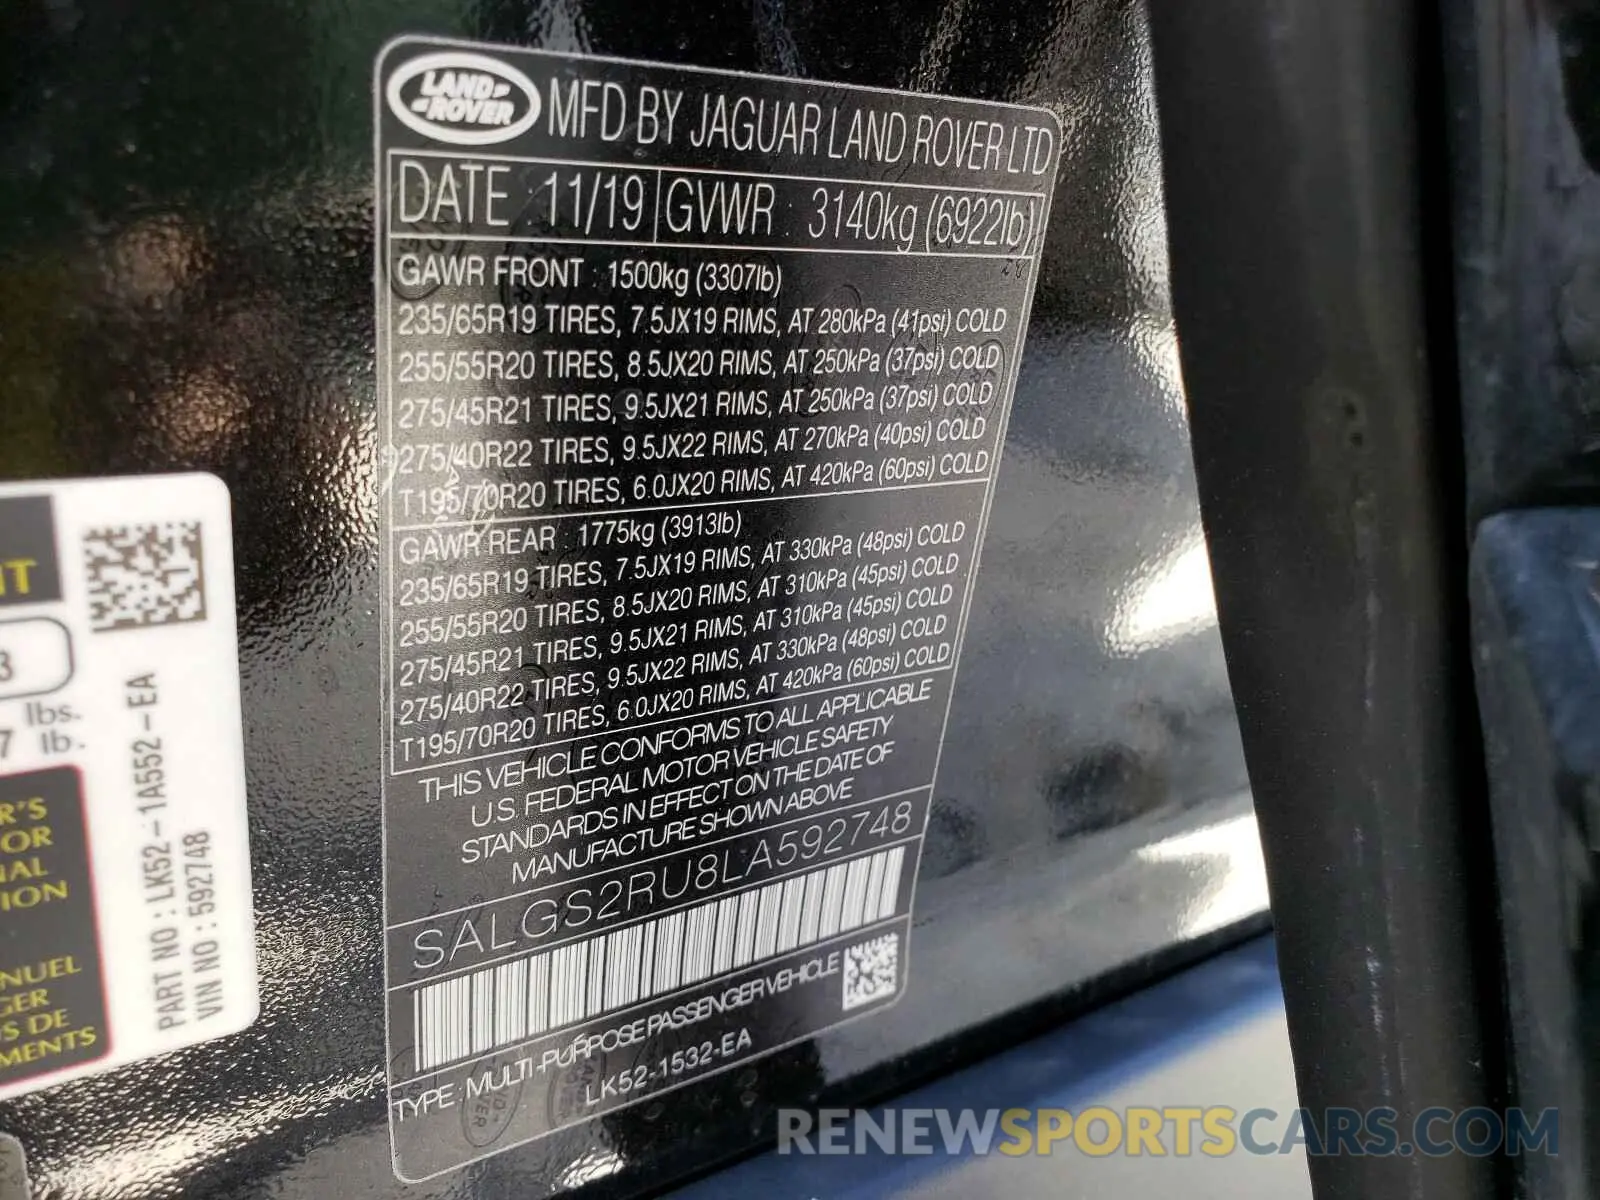 LAND
ROVER
MFD BY JAGUAR LAND ROVER LTD
DATE : 11/19 GVWR : 3140kg (6922lb)
GAWR FRONT : 1500kg (3307lb)
235/65R19 TIRES, 7.5JX19 RIMS, AT 280kPa (41psi) COLD
255/55R20 TIRES, 8.5JX20 RIMS, AT 250kPa (37psi) COLD
275/45R21 TIRES, 9.5JX21 RIMS, AT 250kPa (37psi) COLD
275/40R22 TIRES, 9.5JX22 RIMS, AT 270kPa (40psi) COLD
T195/70R20 TIRES, 6.0JX20 RIMS, AT 420kPa (60psi) COLD
GAWR REAR : 1775kg (3913lb)
235/65R19 TIRES, 7.5JX19 RIMS, AT 330kPa (48psi) COLD
255/55R20 TIRES, 8.5JX20 RIMS, AT 310kPa (45psi) COLD
275/45R21 TIRES, 9.5JX21 RIMS, AT 310kPa (45psi) COLD
275/40R22 TIRES, 9.5JX22 RIMS, AT 330kPa (48psi) COLD
T195/70R20 TIRES, 6.0JX20 RIMS, AT 420kPa (60psi) COLD
THIS VEHICLE CONFORMS TO ALL APPLICABLE
U.S. FEDERAL MOTOR VEHICLE SAFETY
STANDARDS IN EFFECT ON THE DATE OF
MANUFACTURE SHOWN ABOVE
SALGS2RU8LA592748
TYPE : MULTI-PURPOSE PASSENGER VEHICLE
LK52-1532-EA
lbs.
7 lb.
R'S
OR
NAL
ION
NUEL
GER
S DE
MENTS
PART NO : LK52-1A552-EA
VIN NO : 592748
RENEWSPORTSCARS.COM